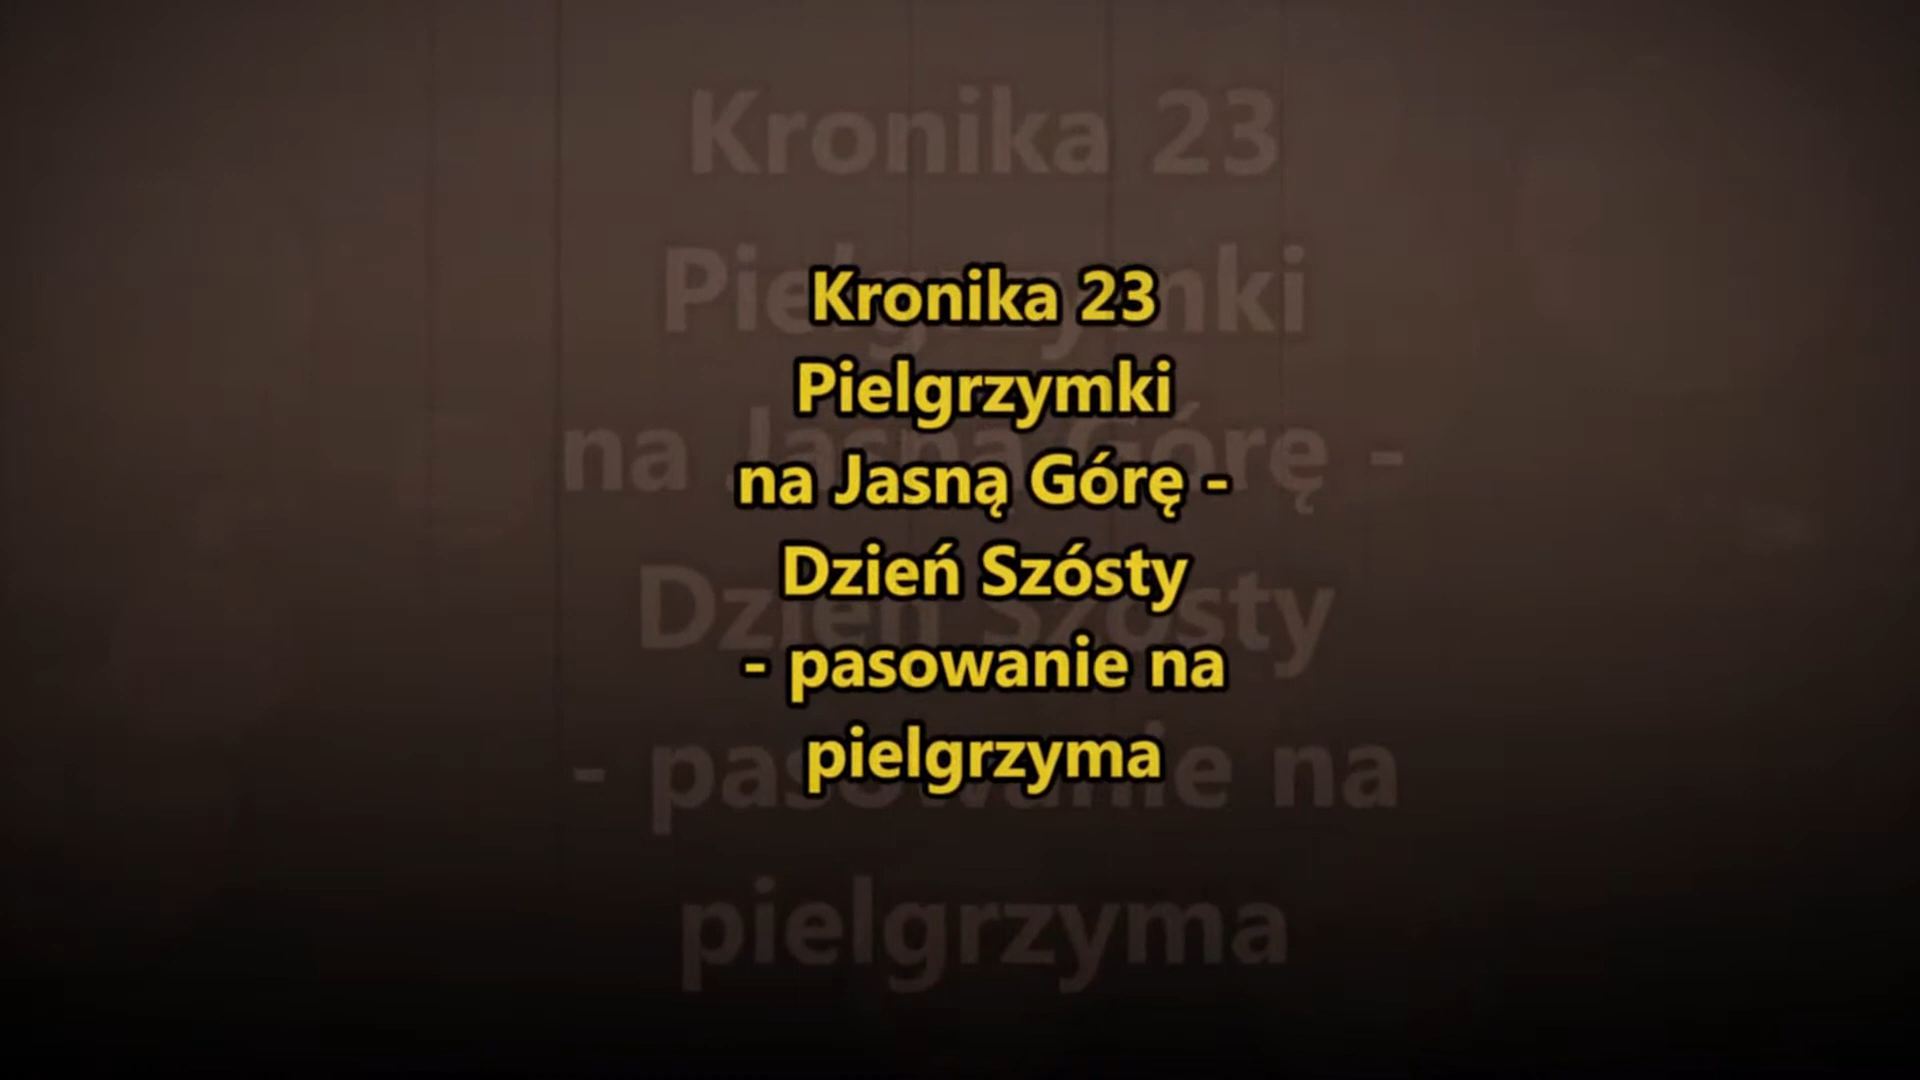 Kronika 23
Pielgrzymki
na Jasną Górę -
Dzień Szósty
- pasowanie na
pielgrzyma